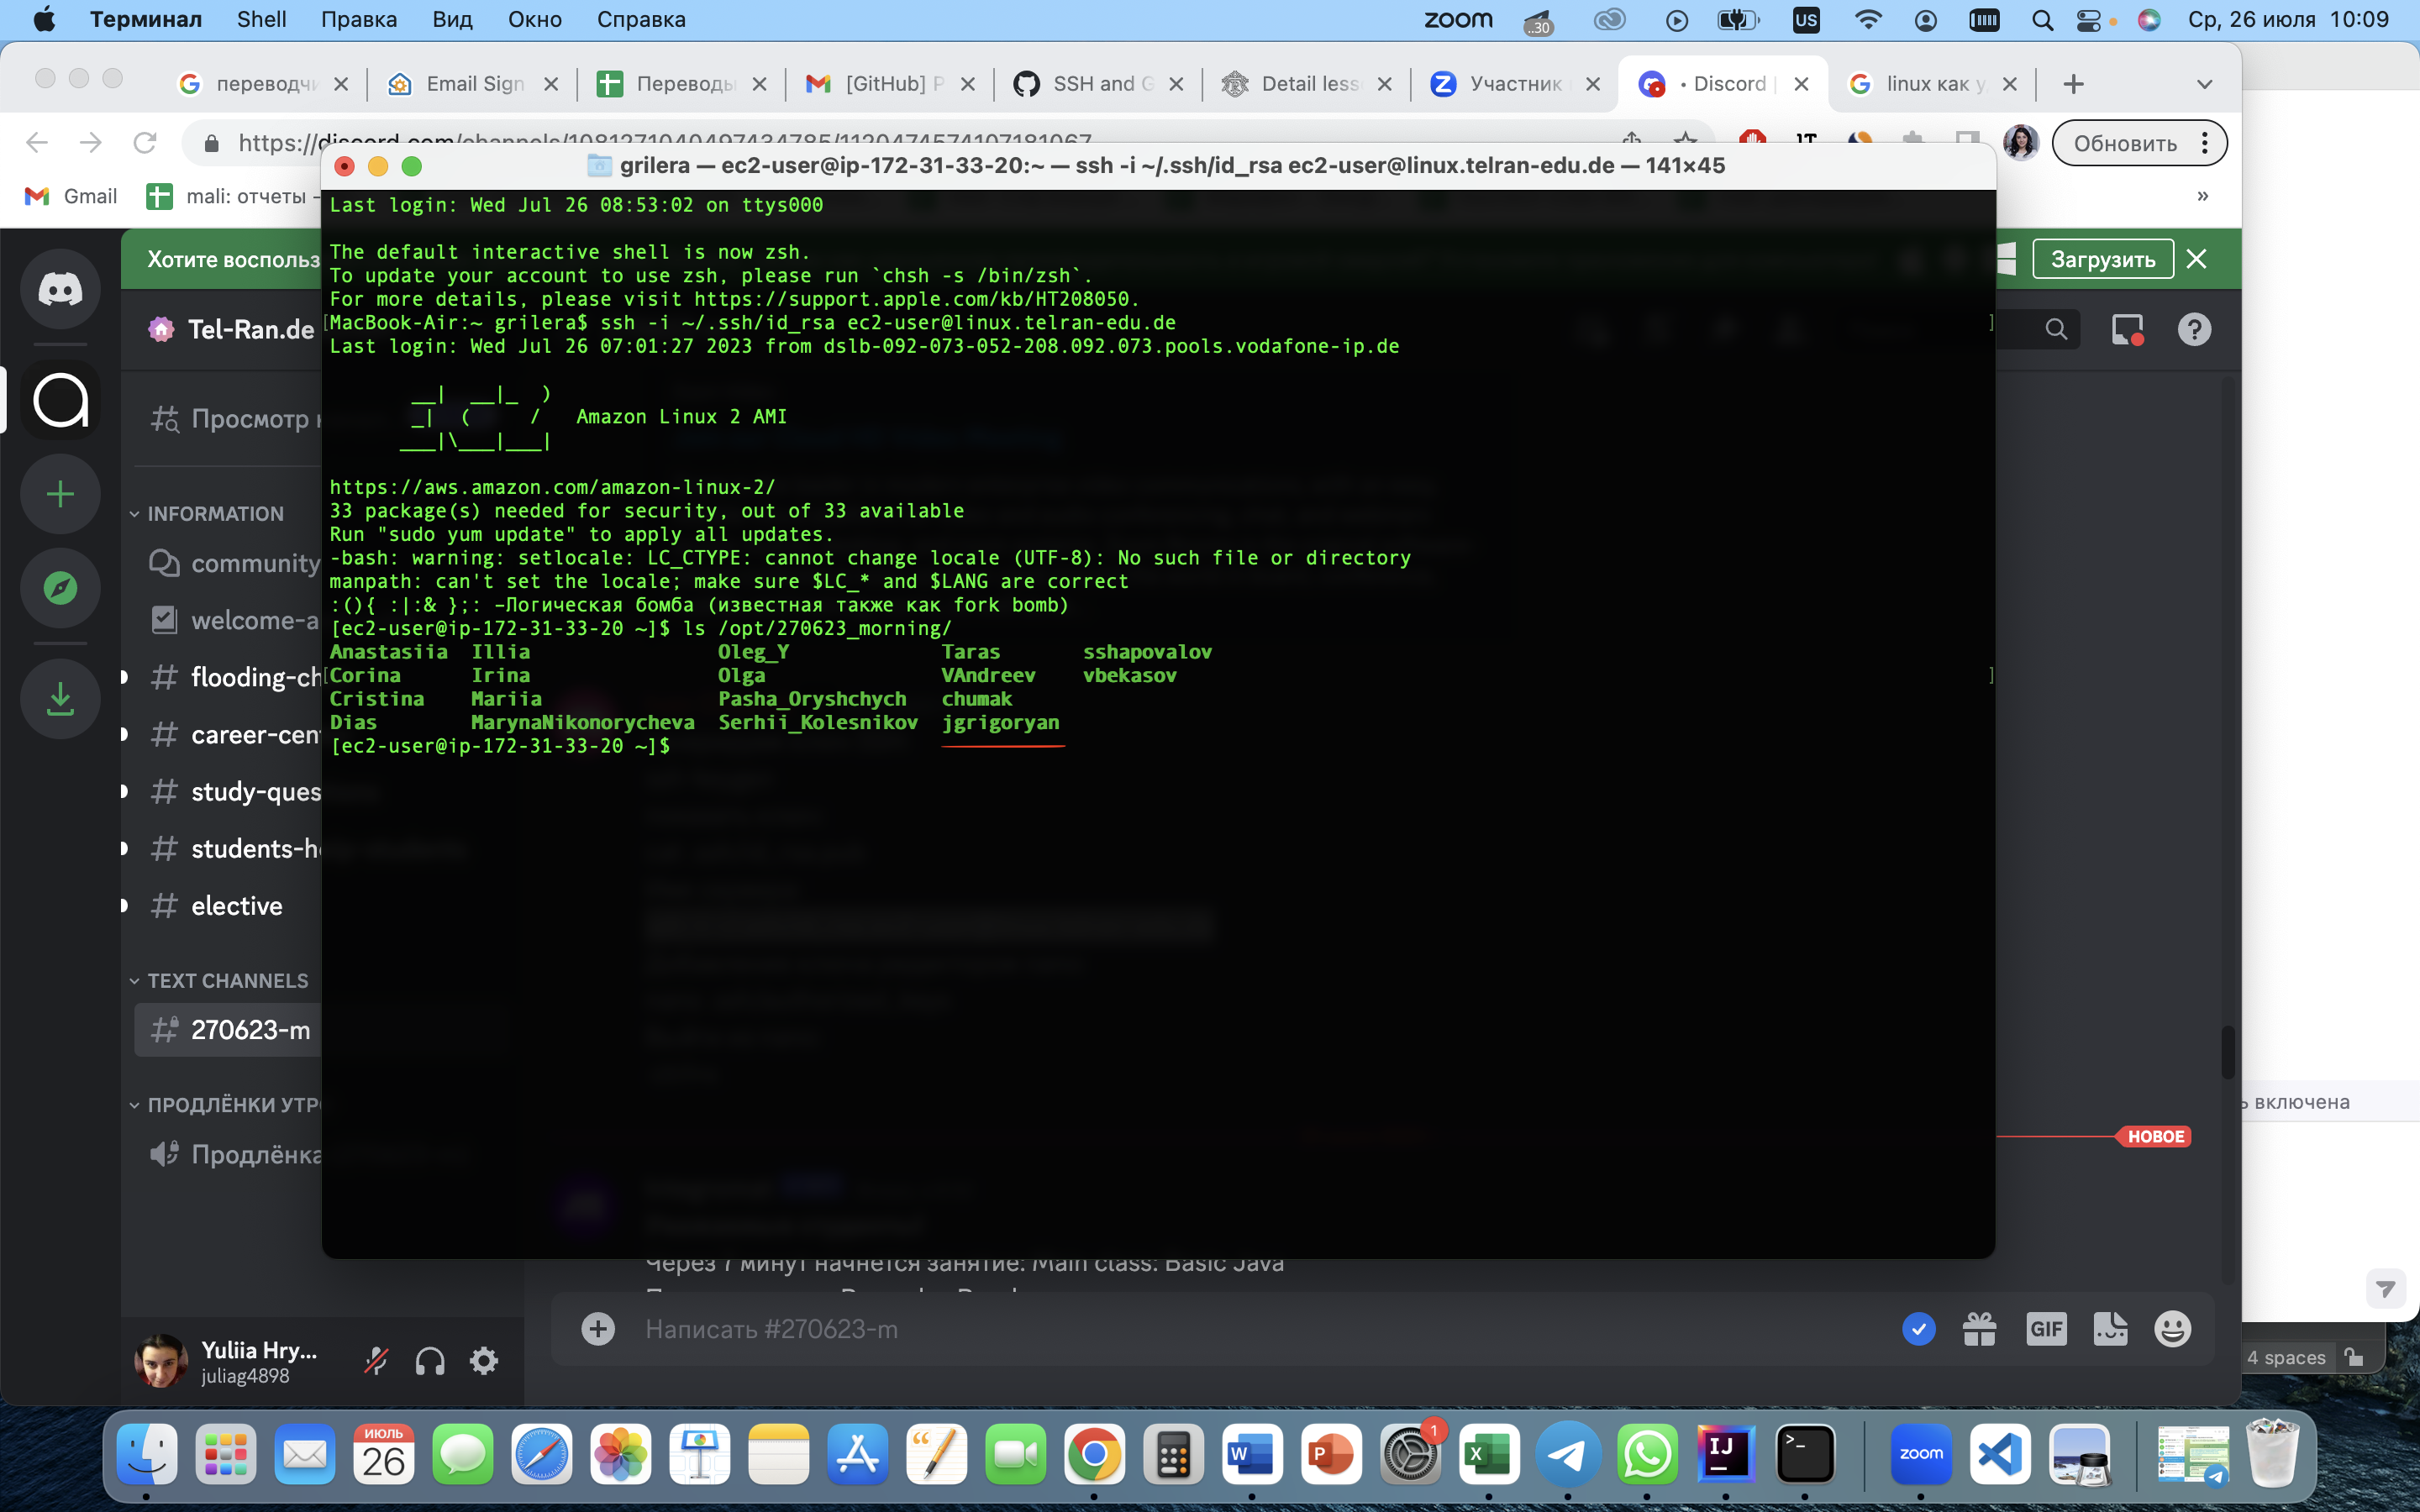 Терминал Shell Правка Вид Окно Справка
zoom ..30 US Ср, 26 июля 10:09
переводчи Email Sign Переводы [GitHub] P SSH and G Detail less Участник • Discord | linux как у
https://discord.com/channels/1081271040497434785/1120474574107181067
Обновить
Gmail mali: отчеты -
»
grilera — ec2-user@ip-172-31-33-20:~ — ssh -i ~/.ssh/id_rsa ec2-user@linux.telran-edu.de — 141×45
Last login: Wed Jul 26 08:53:02 on ttys000
The default interactive shell is now zsh.
To update your account to use zsh, please run `chsh -s /bin/zsh`.
For more details, please visit https://support.apple.com/kb/HT208050.
[MacBook-Air:~ grilera$ ssh -i ~/.ssh/id_rsa ec2-user@linux.telran-edu.de ]
Last login: Wed Jul 26 07:01:27 2023 from dslb-092-073-052-208.092.073.pools.vodafone-ip.de
__|  __|_  )
_|  (     /   Amazon Linux 2 AMI
___|\___|___|
https://aws.amazon.com/amazon-linux-2/
33 package(s) needed for security, out of 33 available
Run "sudo yum update" to apply all updates.
-bash: warning: setlocale: LC_CTYPE: cannot change locale (UTF-8): No such file or directory
manpath: can't set the locale; make sure $LC_* and $LANG are correct
:(){ :|:& };: –Логическая бомба (известная также как fork bomb)
[ec2-user@ip-172-31-33-20 ~]$ ls /opt/270623_morning/
Anastasiia Illia Oleg_Y Taras sshapovalov
[Corina Irina Olga VAndreev vbekasov ]
Cristina Mariia Pasha_Oryshchych chumak
Dias MarynaNikonorycheva Serhii_Kolesnikov jgrigoryan
[ec2-user@ip-172-31-33-20 ~]$
Хотите воспольз
Загрузить
Tel-Ran.de
Просмотр
INFORMATION
community
welcome-a
flooding-ch
career-cen
study-ques
students-h
elective
TEXT CHANNELS
270623-m
ПРОДЛЁНКИ УТР
Продлёнка
ь включена
НОВОЕ
Через 7 минут начнется занятие: Main class: Basic Java
Написать #270623-m
GIF
Yuliia Hry...
juliag4898
4 spaces
ИЮЛЬ
26
W P 1 X IJ >_ zoom